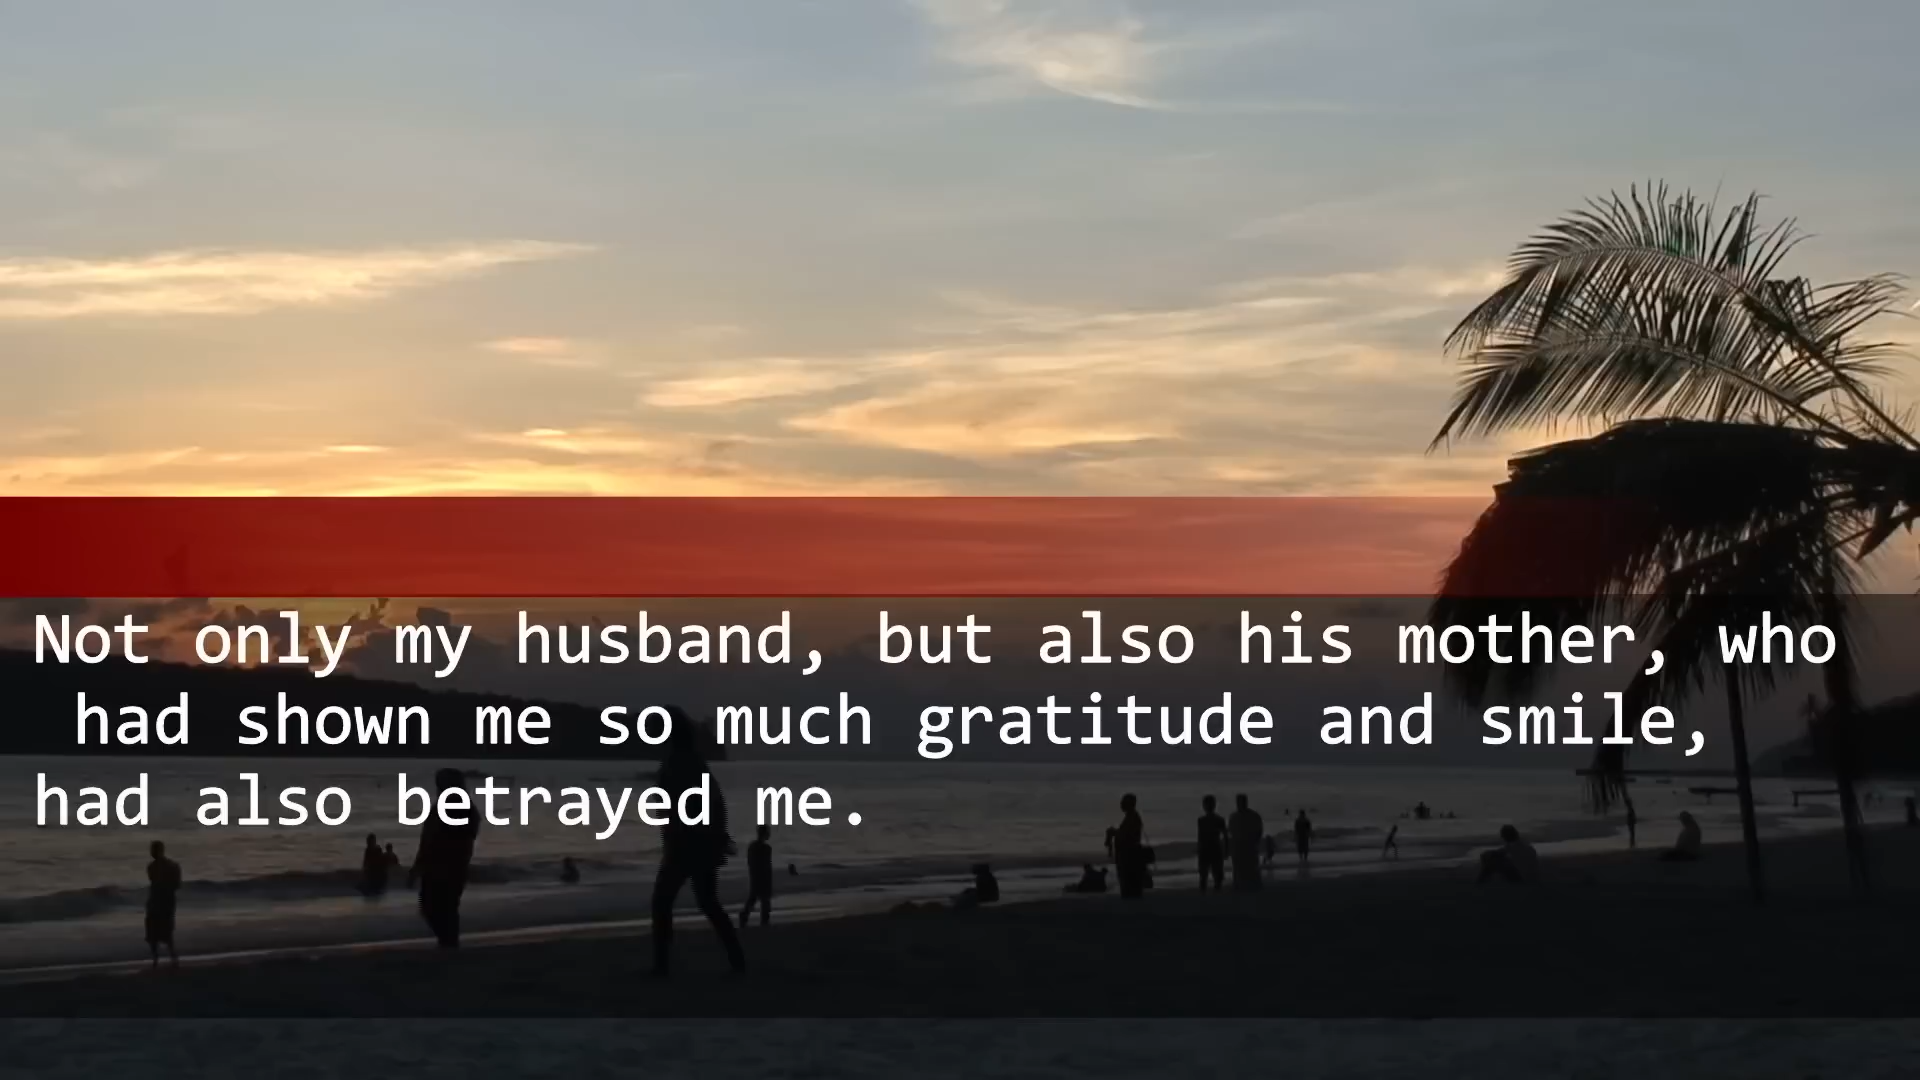 Not only my husband, but also his mother, who
had shown me so much gratitude and smile,
had also betrayed me.